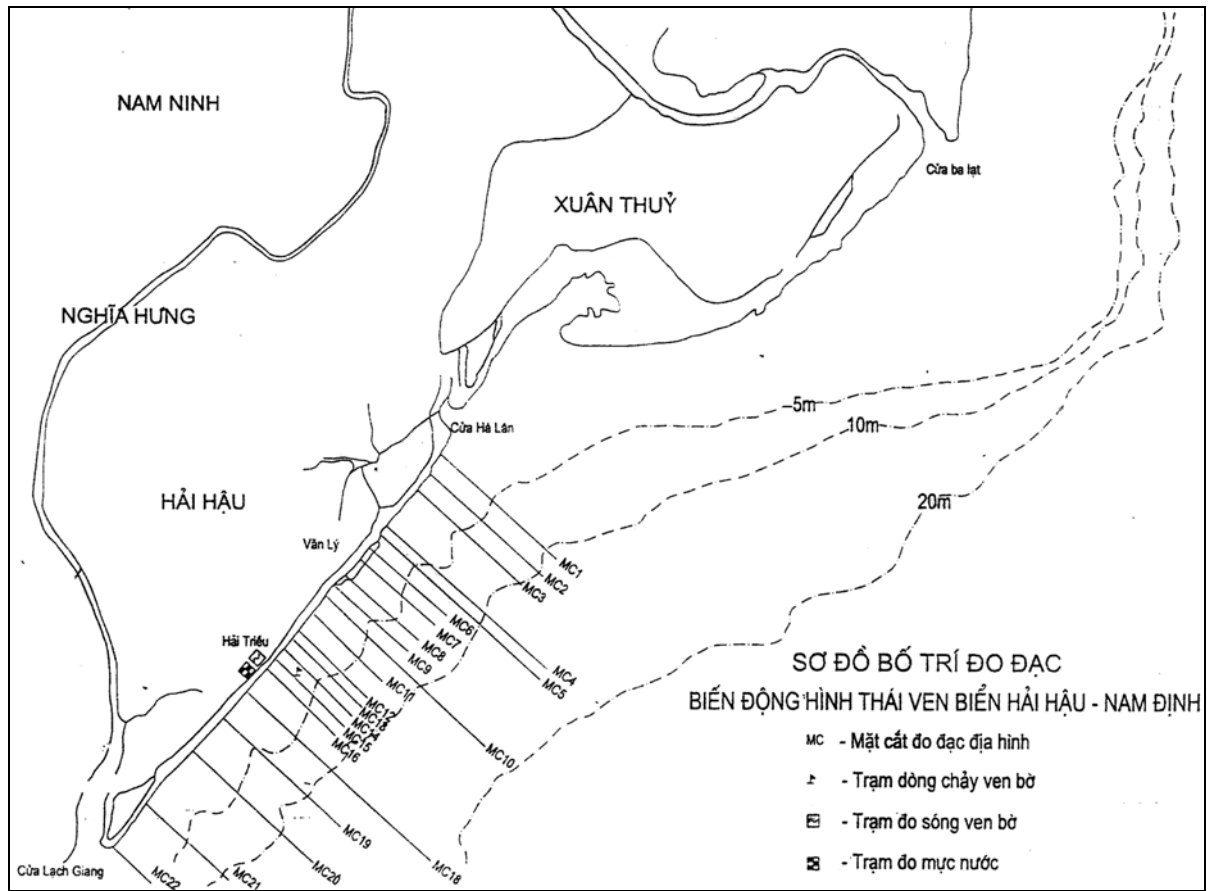 NAM NINH
Cửa ba lạt
XUÂN THUỶ
NGHĨA HƯNG
–5m
10m
Cửa Hà Lân
HẢI HẬU
20m
Văn Lý
MC1
MC2
MC3
MC6
MC7
MC8
MC9
MC4
MC5
Hải Triều
MC11
MC12
MC13
MC14
MC15
MC16
MC10
MC19
MC18
MC20
MC21
MC22
Cửa Lạch Giang
SƠ ĐỒ BỐ TRÍ ĐO ĐẠC
BIẾN ĐỘNG HÌNH THÁI VEN BIỂN HẢI HẬU - NAM ĐỊNH
MC - Mặt cắt đo đạc địa hình
- Trạm dòng chảy ven bờ
- Trạm đo sóng ven bờ
- Trạm đo mực nước